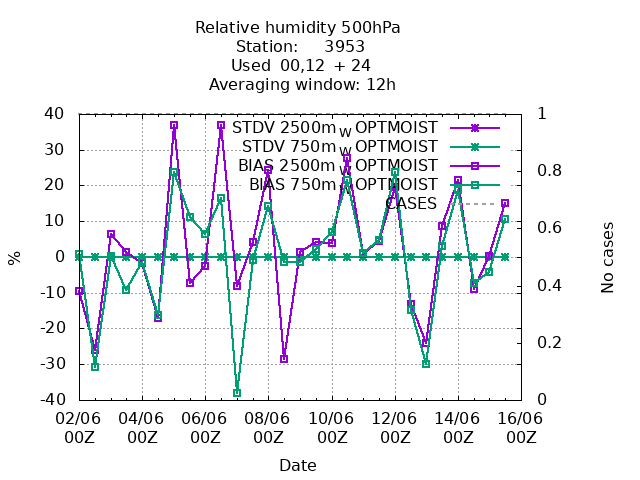 Relative humidity 500hPa
Station: 3953
Used 00,12 + 24
Averaging window: 12h
STDV 2500m_W OPTMOIST
STDV 750m_W OPTMOIST
BIAS 2500m_W OPTMOIST
BIAS 750m_W OPTMOIST
CASES
40
30
20
10
0
-10
-20
-30
-40
%
1
0.8
0.6
0.4
0.2
0
No cases
02/06 04/06 06/06 08/06 10/06 12/06 14/06 16/06
00Z 00Z 00Z 00Z 00Z 00Z 00Z 00Z
Date